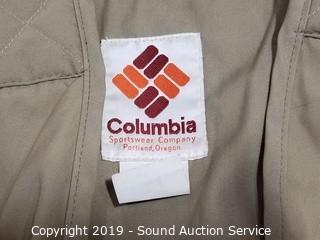 Columbia
Sportswear Company
Portland, Oregon
Copyright 2019 - Sound Auction Service